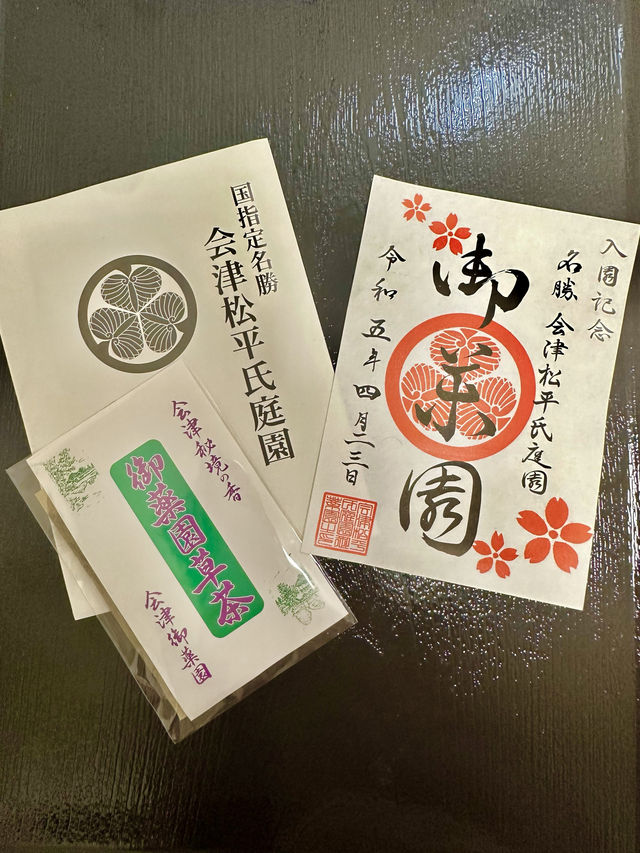 国指定名勝
会津松平氏庭園
入園記念
名勝 会津松平氏庭園
御薬園
令和五年四月二三日
会津秘境の香
御薬園草茶
会津御薬園